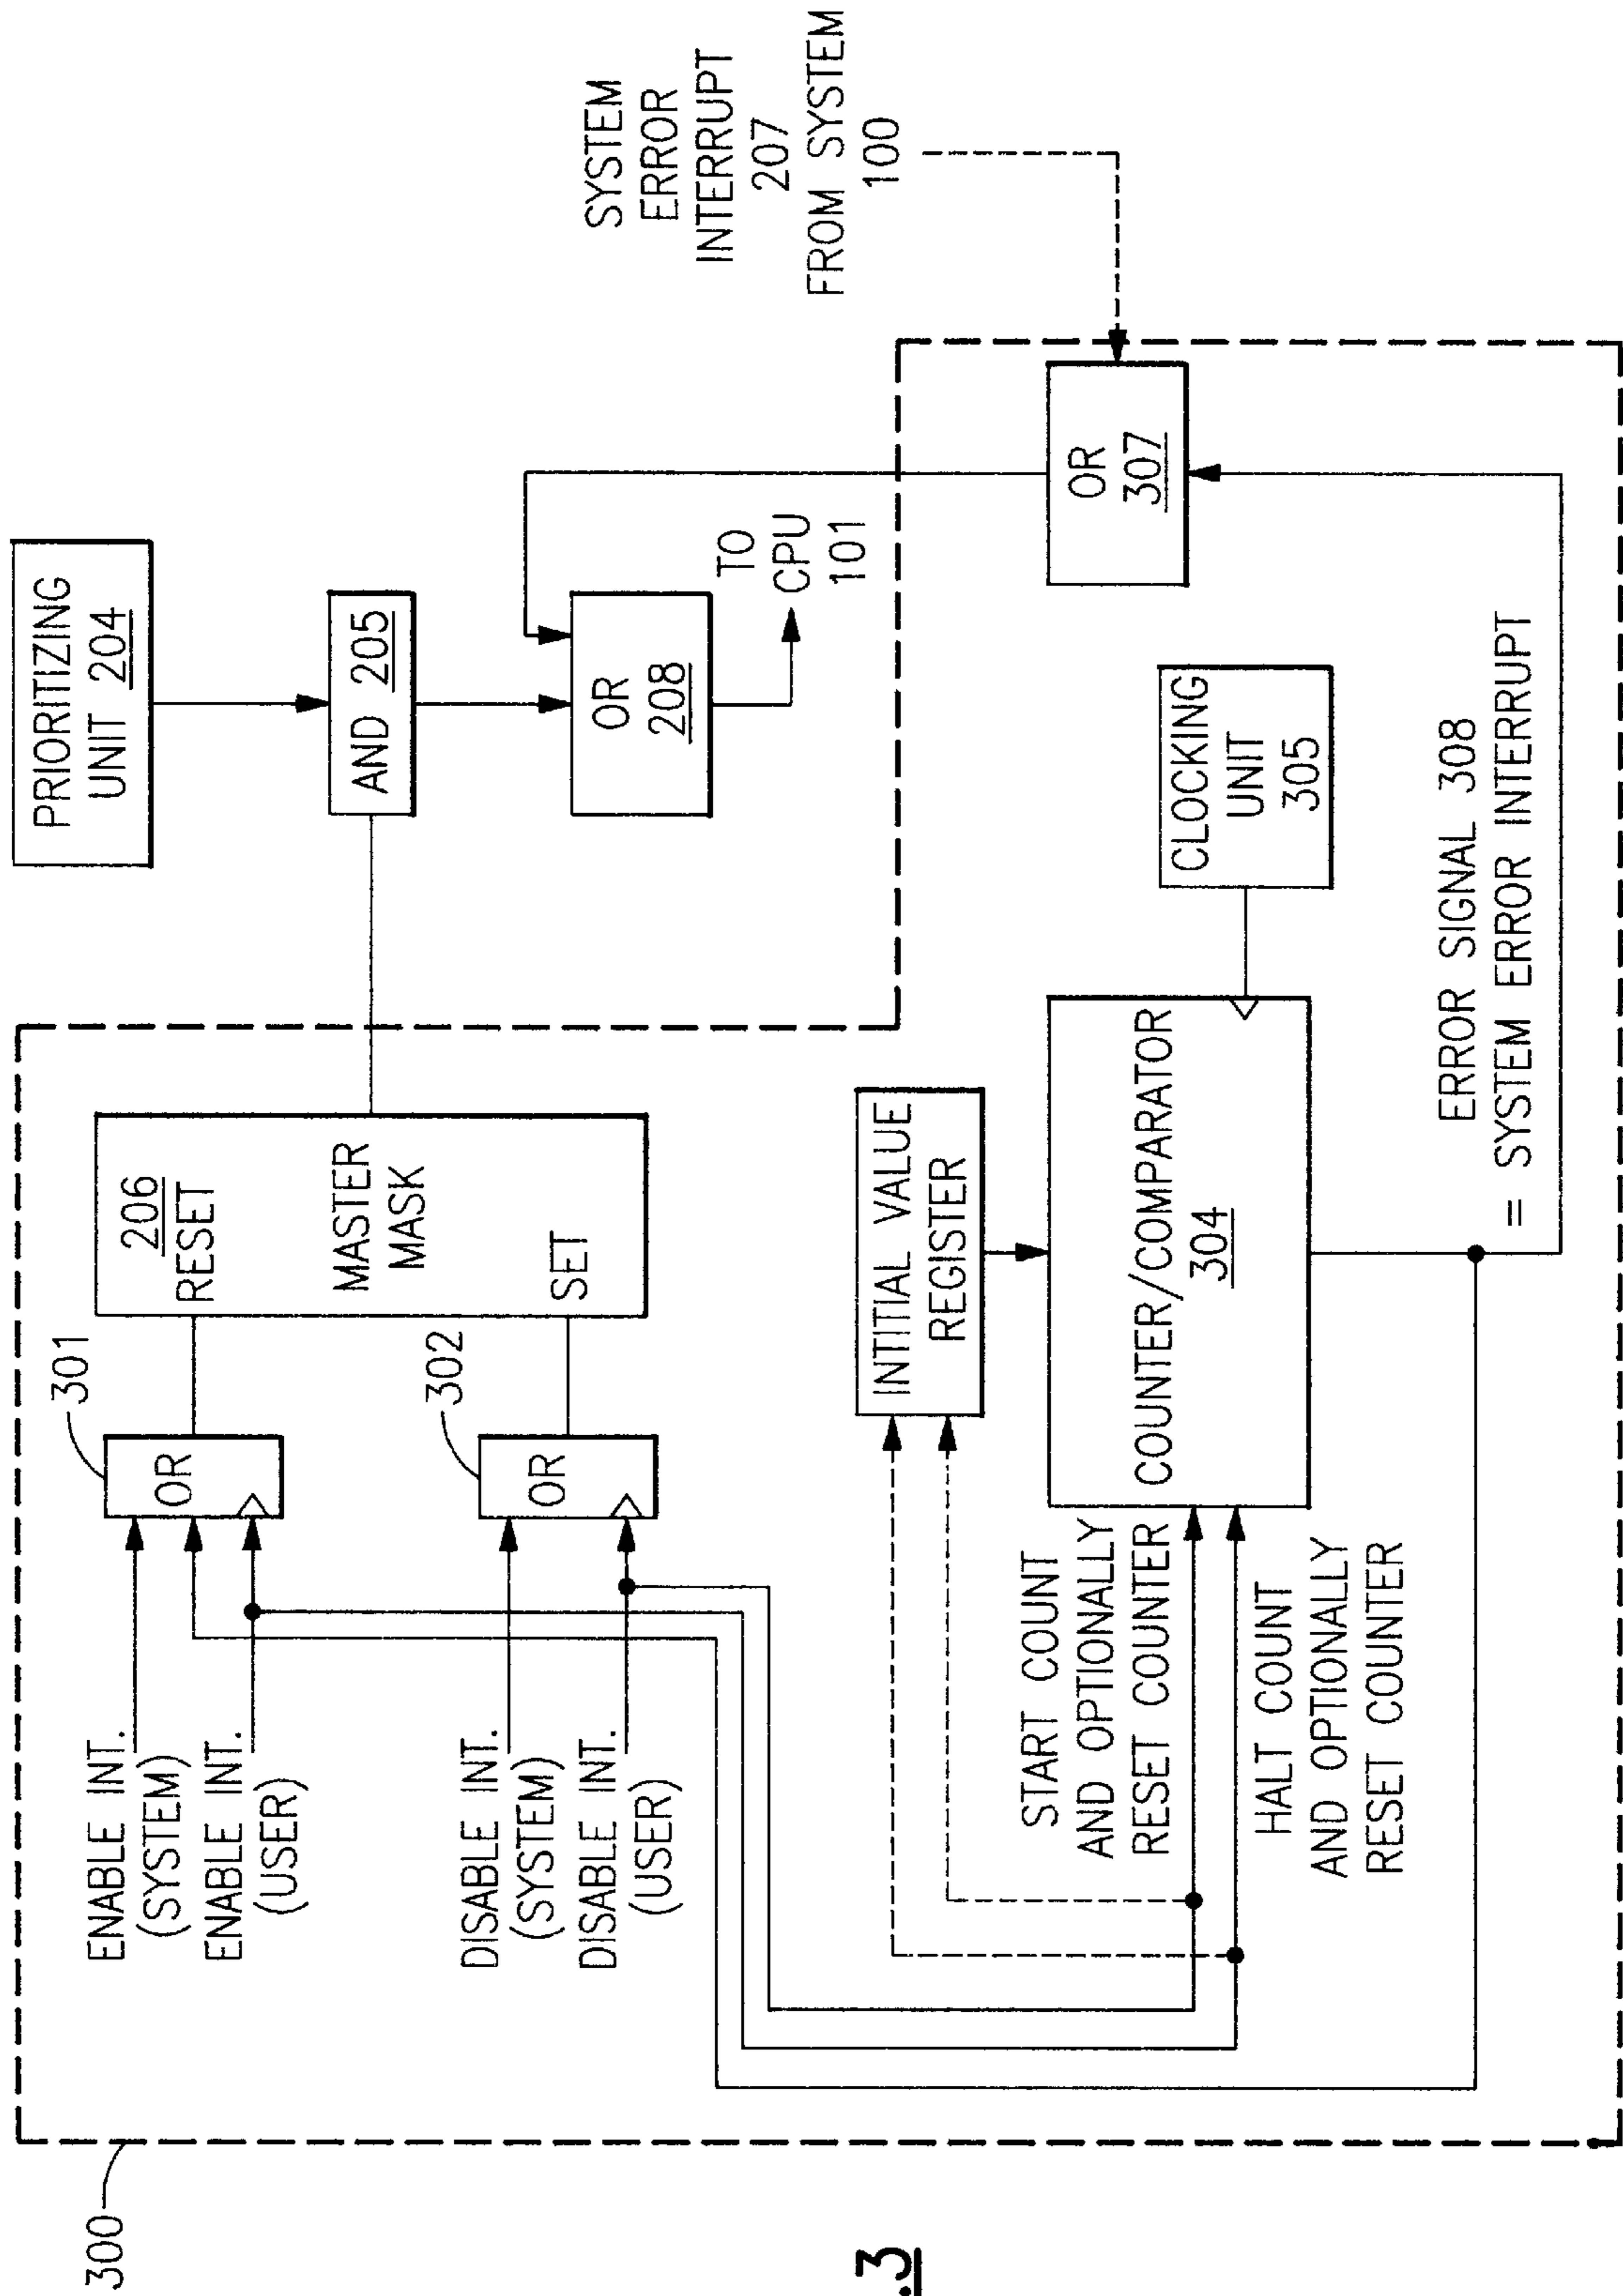 300
ENABLE INT.
(SYSTEM)
ENABLE INT.
(USER)
DISABLE INT.
(SYSTEM)
DISABLE INT.
(USER)
301
OR
302
OR
206
RESET
MASTER
MASK
SET
PRIORITIZING
UNIT 204
AND 205
OR
208
TO
CPU
101
SYSTEM
ERROR
INTERRUPT
207
FROM SYSTEM
100
INTITIAL VALUE
REGISTER
START COUNT
AND OPTIONALLY
RESET COUNTER
HALT COUNT
AND OPTIONALLY
RESET COUNTER
COUNTER/COMPARATOR
304
CLOCKING
UNIT
305
OR
307
ERROR SIGNAL 308
= SYSTEM ERROR INTERRUPT
.3